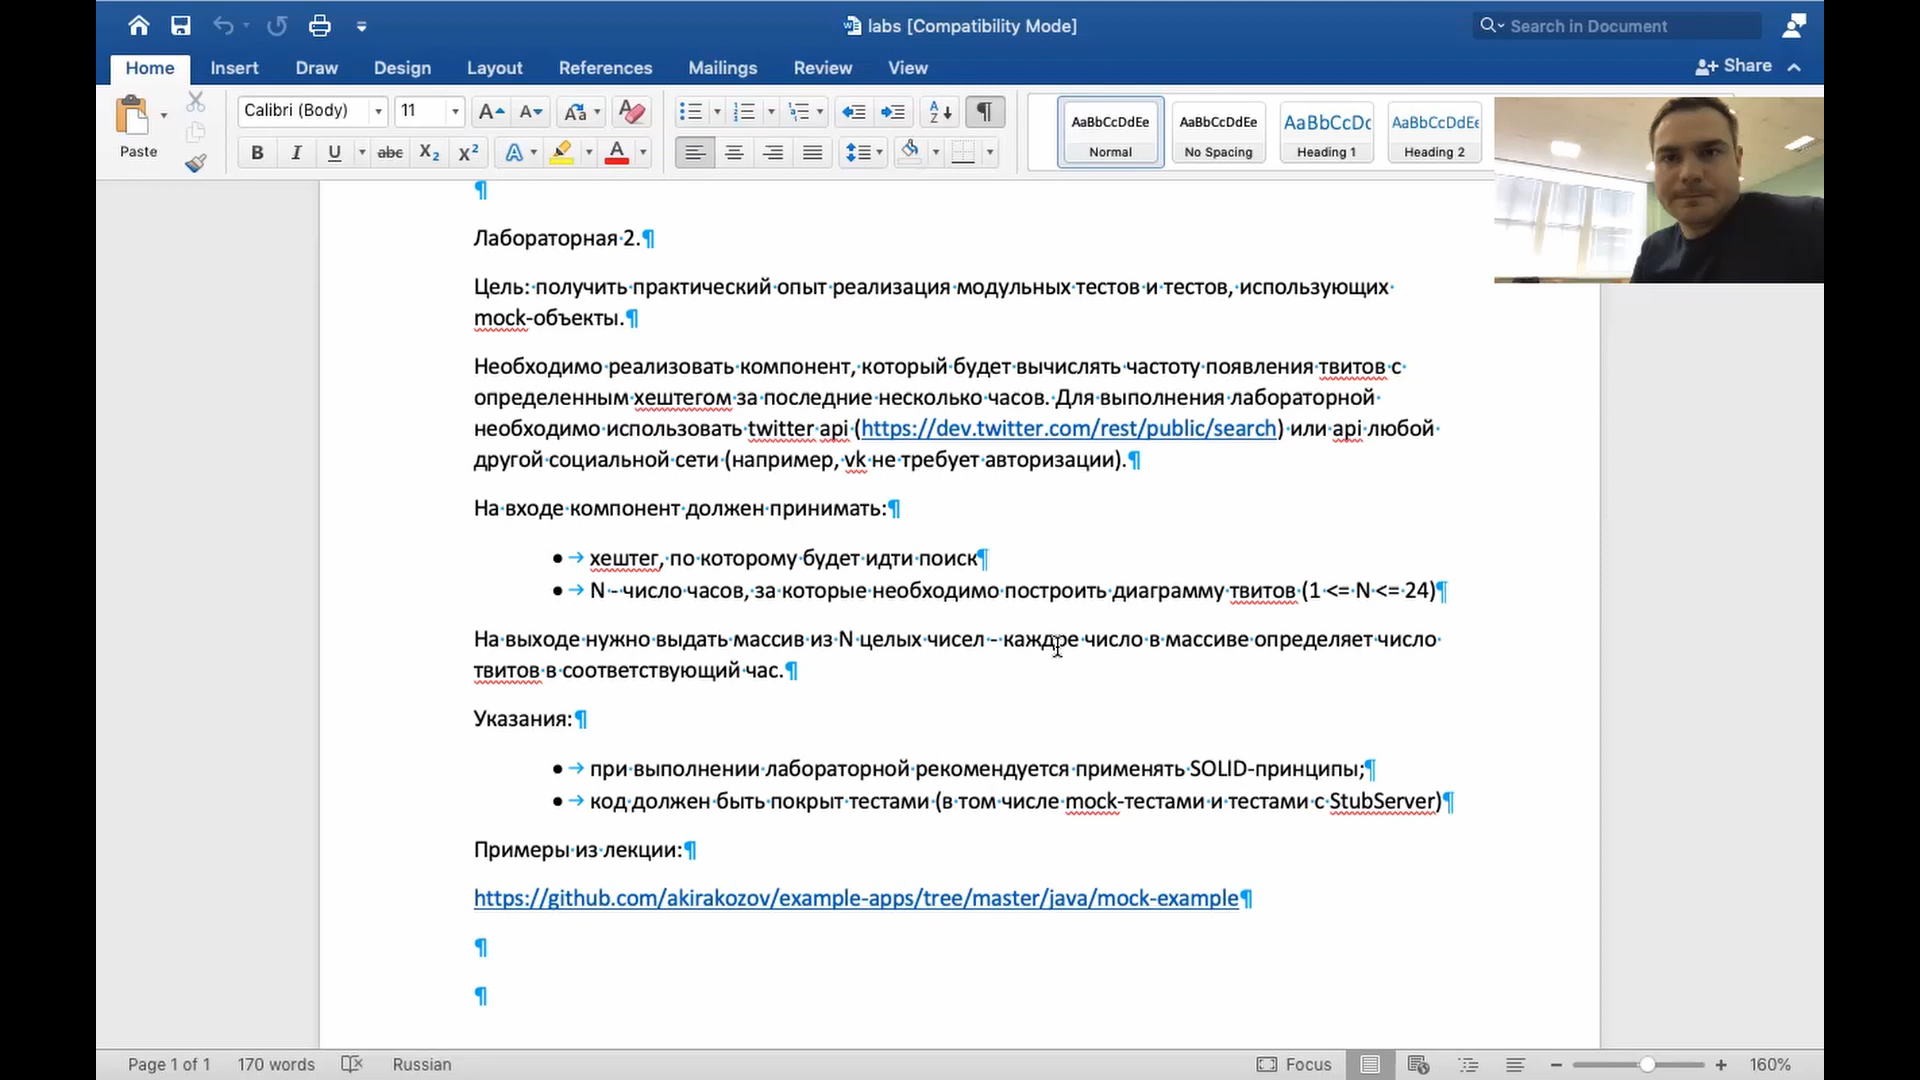 labs [Compatibility Mode]
Search in Document
Home Insert Draw Design Layout References Mailings Review View
Share
Paste
Calibri (Body) 11
AaBbCcDdEe AaBbCcDdEe AaBbCcDc AaBbCcDdEe
Normal No Spacing Heading 1 Heading 2
Лабораторная 2.
Цель: получить практический опыт реализация модульных тестов и тестов, использующих
mock-объекты.
Необходимо реализовать компонент, который будет вычислять частоту появления твитов с
определенным хештегом за последние несколько часов. Для выполнения лабораторной
необходимо использовать twitter api (https://dev.twitter.com/rest/public/search) или api любой
другой социальной сети (например, vk не требует авторизации).
На входе компонент должен принимать:
• хештег, по которому будет идти поиск
• N - число часов, за которые необходимо построить диаграмму твитов (1 <= N <= 24)
На выходе нужно выдать массив из N целых чисел - каждое число в массиве определяет число
твитов в соответствующий час.
Указания:
• при выполнении лабораторной рекомендуется применять SOLID-принципы;
• код должен быть покрыт тестами (в том числе mock-тестами и тестами с StubServer)
Примеры из лекции:
https://github.com/akirakozov/example-apps/tree/master/java/mock-example
Page 1 of 1 170 words Russian Focus 160%